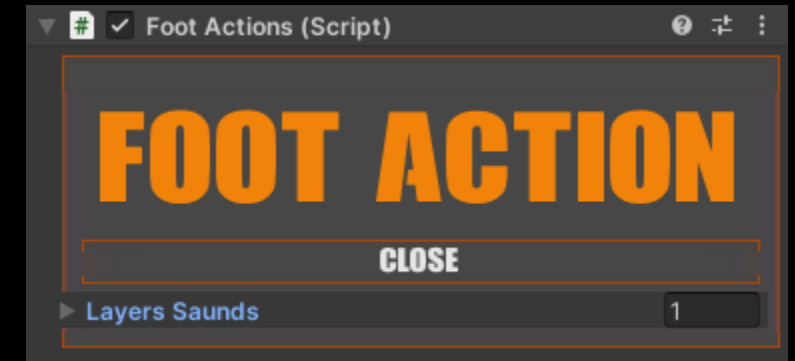 # Foot Actions (Script)
FOOT ACTION
CLOSE
Layers Saunds 1